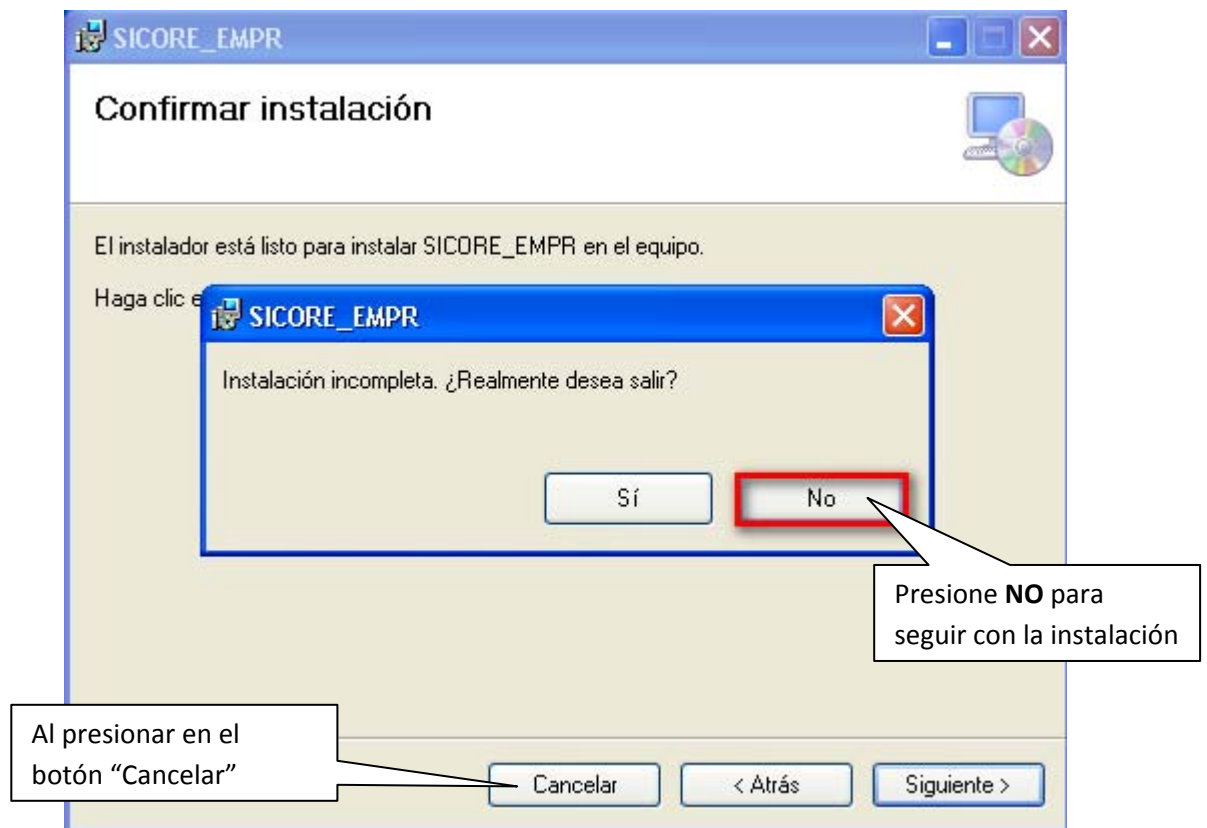 SICORE_EMPR
Confirmar instalación
El instalador está listo para instalar SICORE_EMPR en el equipo.
Haga clic e
SICORE_EMPR
Instalación incompleta. ¿Realmente desea salir?
Sí
No
Presione NO para
seguir con la instalación
Al presionar en el
botón “Cancelar”
Cancelar
< Atrás
Siguiente >